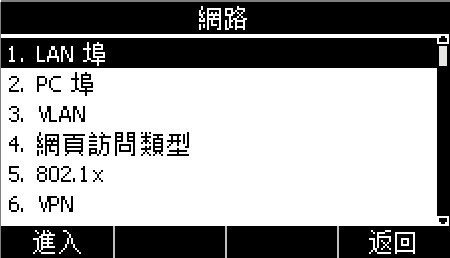 網路
1. LAN 埠
2. PC 埠
3. VLAN
4. 網頁訪問類型
5. 802.1x
6. VPN
進入 返回